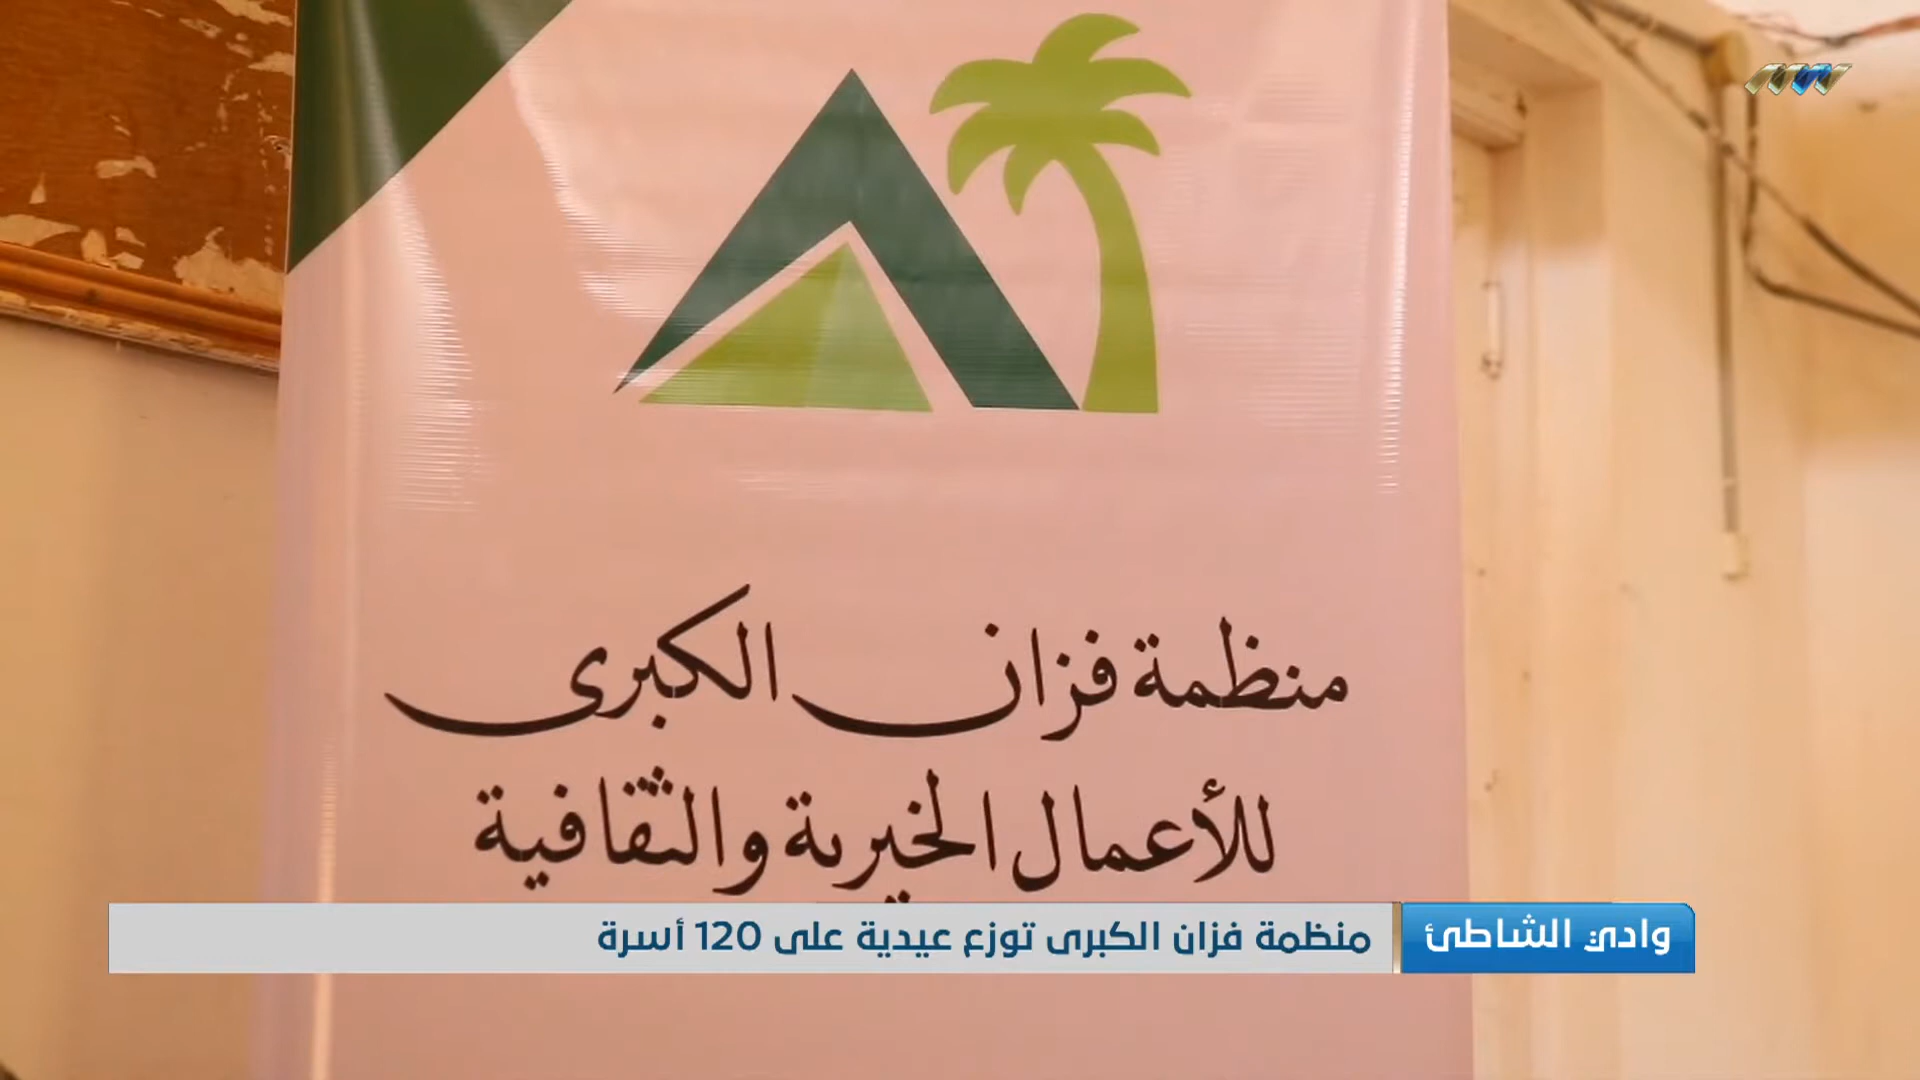 منظمة فزان الكبرى
للأعمال الخيرية والثقافية
وادي الشاطئ
منظمة فزان الكبرى توزع عيدية على 120 أسرة